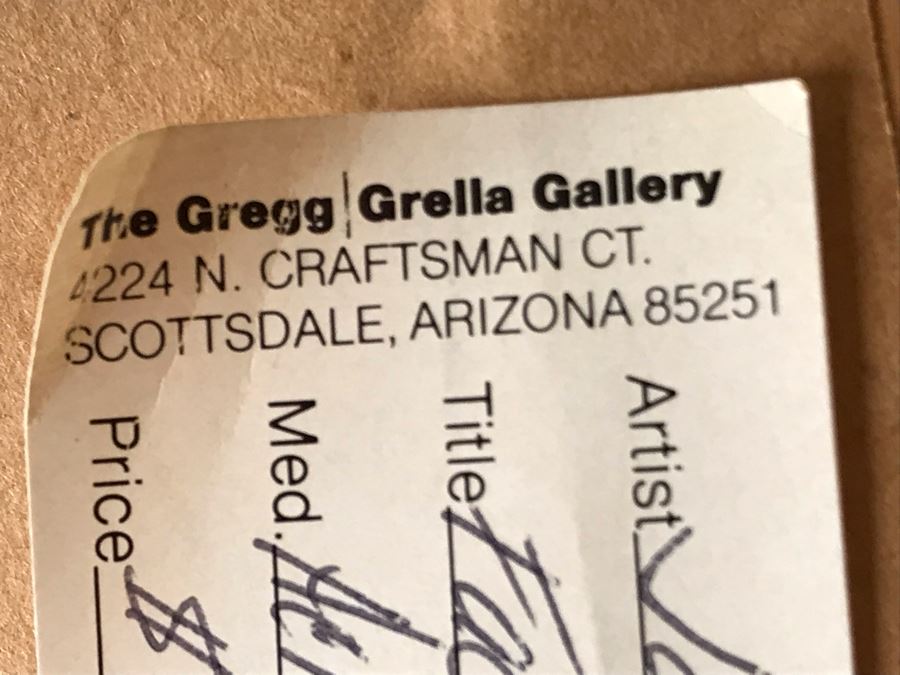 The Gregg|Grella Gallery
4224 N. CRAFTSMAN CT.
SCOTTSDALE, ARIZONA 85251
Artist
Title
Med.
Price $